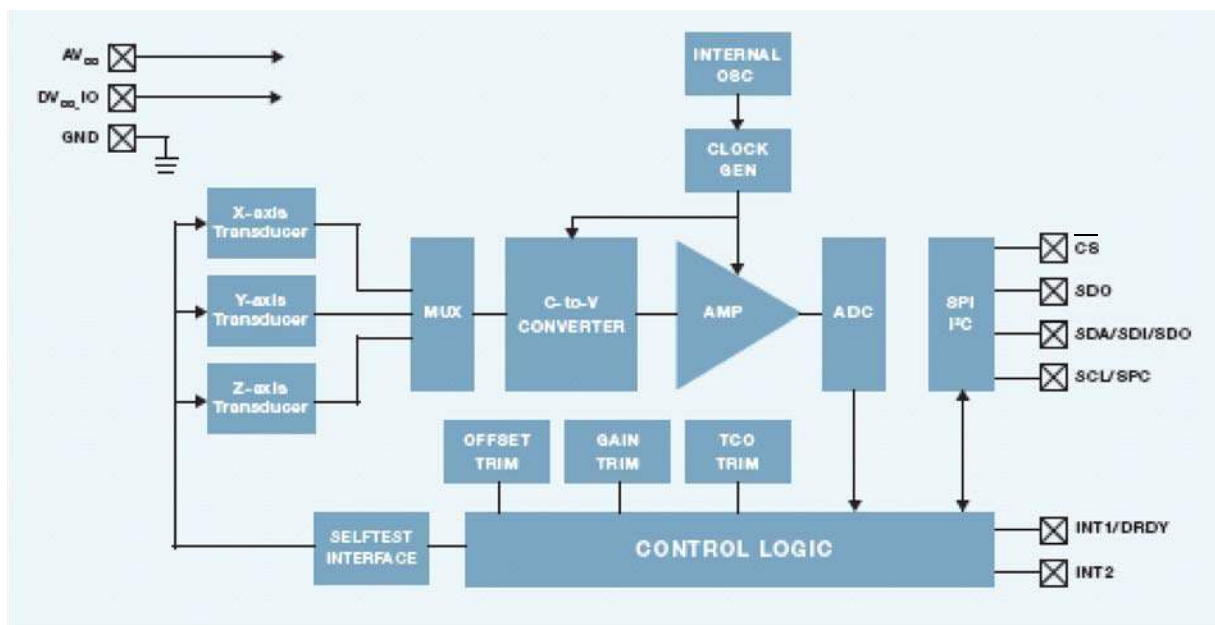 AV_DD
DV_DD_IO
GND
INTERNAL
OSC
CLOCK
GEN
X-axis
Transducer
Y-axis
Transducer
Z-axis
Transducer
MUX
C-to-V
CONVERTER
AMP
ADC
SPI
I²C
CS
SDO
SDA/SDI/SDO
SCL/SPC
OFFSET
TRIM
GAIN
TRIM
TCO
TRIM
SELFTEST
INTERFACE
CONTROL LOGIC
INT1/DRDY
INT2